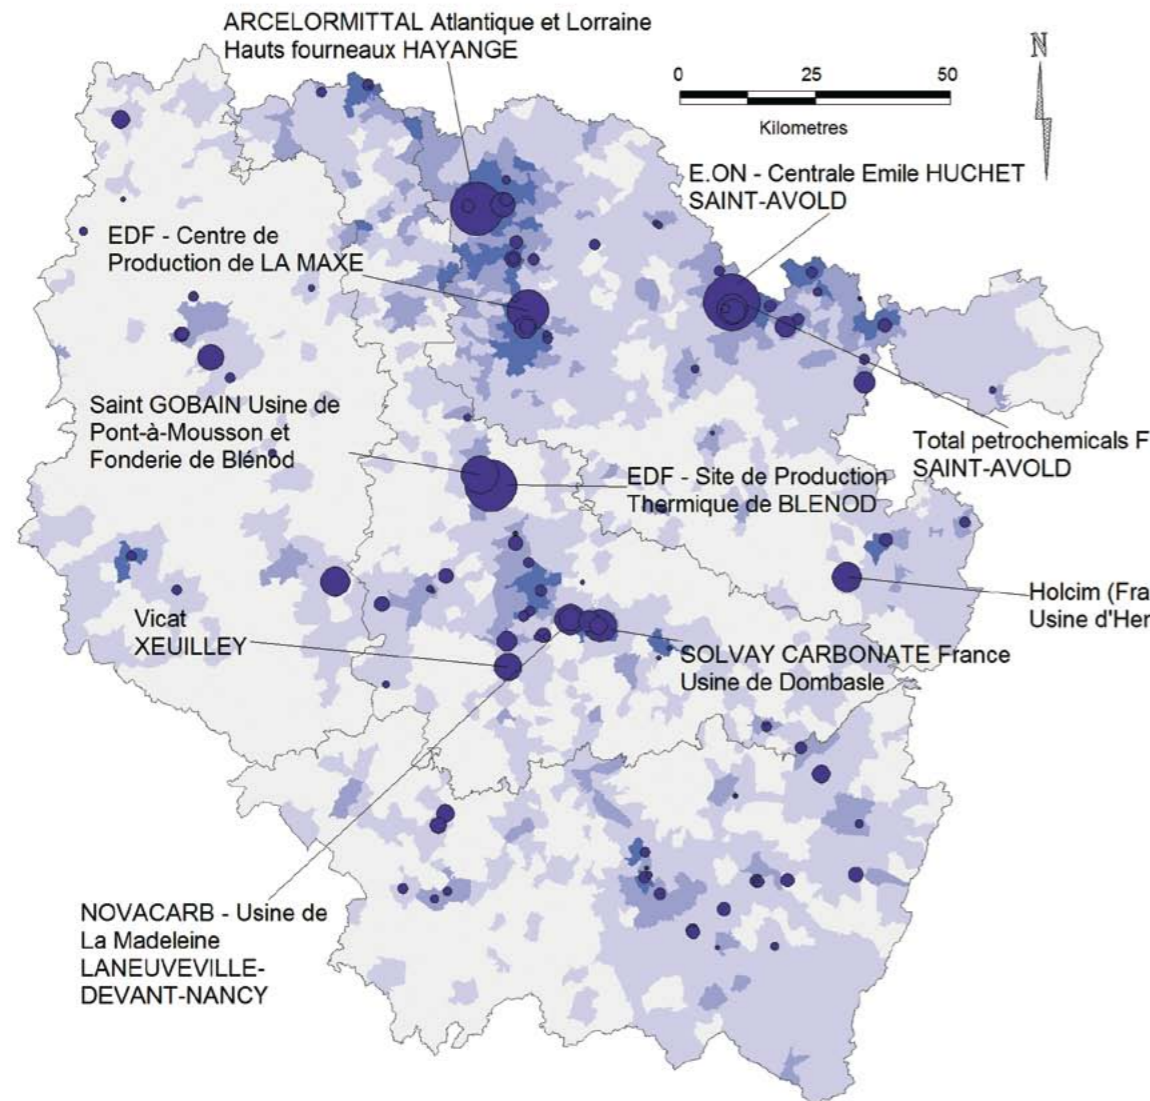 ARCELORMITTAL Atlantique et Lorraine
Hauts fourneaux HAYANGE
N
0 25 50
Kilometres
E.ON - Centrale Emile HUCHET
SAINT-AVOLD
EDF - Centre de
Production de LA MAXE
Saint GOBAIN Usine de
Pont-à-Mousson et
Fonderie de Blénod
Total petrochemicals F
SAINT-AVOLD
EDF - Site de Production
Thermique de BLENOD
Holcim (Fra
Usine d'Her
Vicat
XEUILLEY
SOLVAY CARBONATE France
Usine de Dombasle
NOVACARB - Usine de
La Madeleine
LANEUVEVILLE-
DEVANT-NANCY